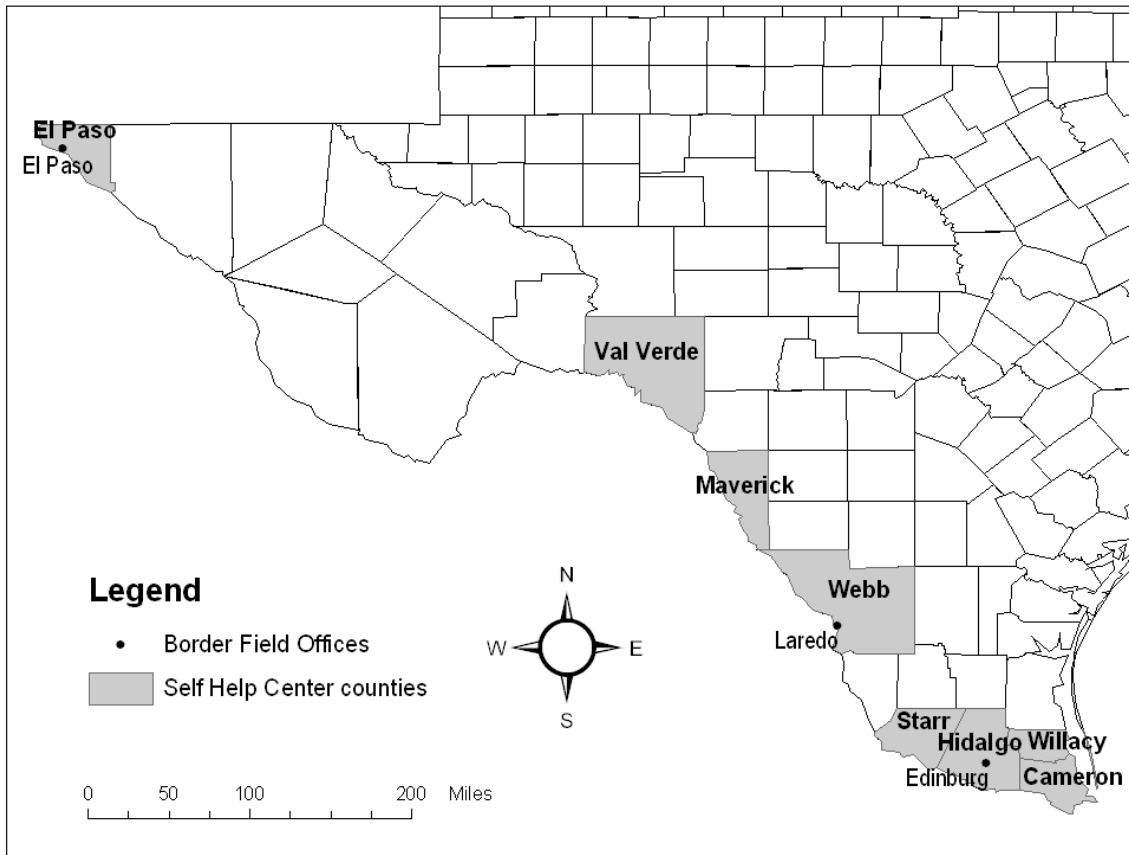 El Paso
El Paso
Val Verde
Maverick
Webb
Laredo
Starr
Hidalgo Willacy
Edinburg
Cameron
Legend
Border Field Offices
Self Help Center counties
N
W E
S
0 50 100 200 Miles